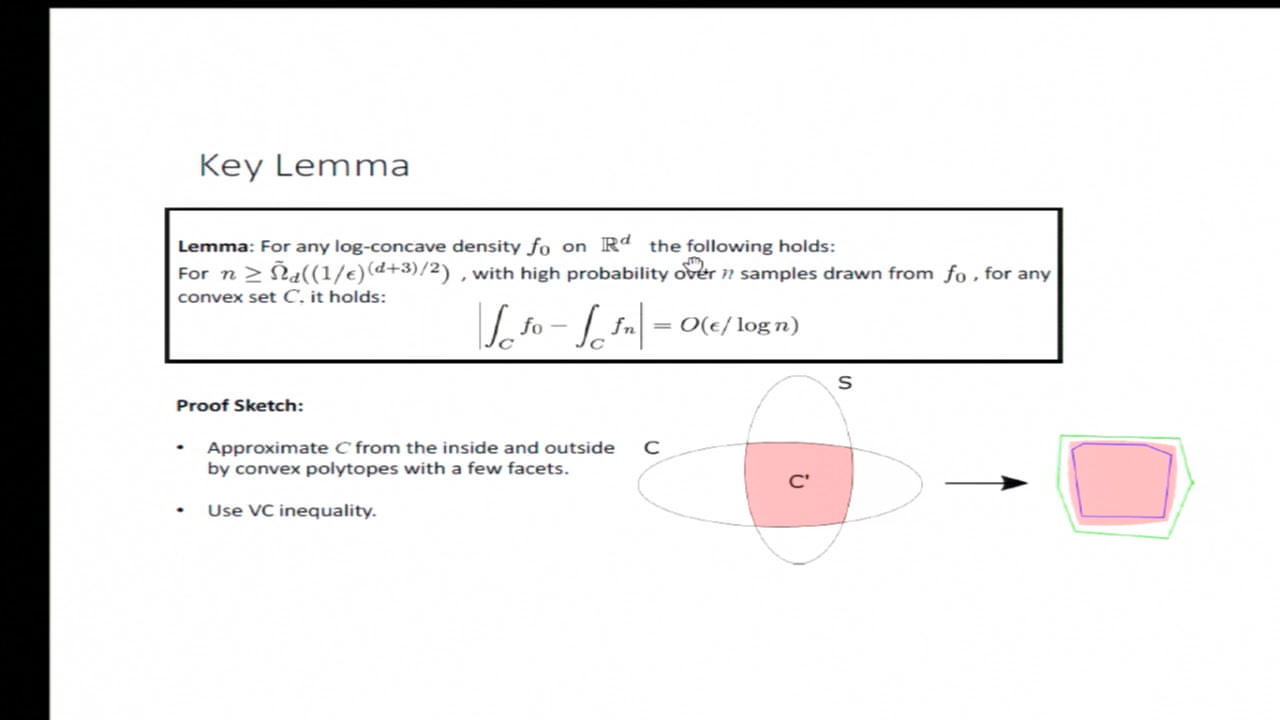 Key Lemma
Lemma: For any log-concave density f₀ on ℝᵈ the following holds:
For n ≥ Ω̃_d((1/ϵ)^(d+3)/2) , with high probability over n samples drawn from f₀ , for any
convex set C. it holds:
|∫_C f₀ − ∫_C fₙ| = O(ϵ/ log n)
Proof Sketch:
• Approximate C from the inside and outside
by convex polytopes with a few facets.
• Use VC inequality.
S
C
C'